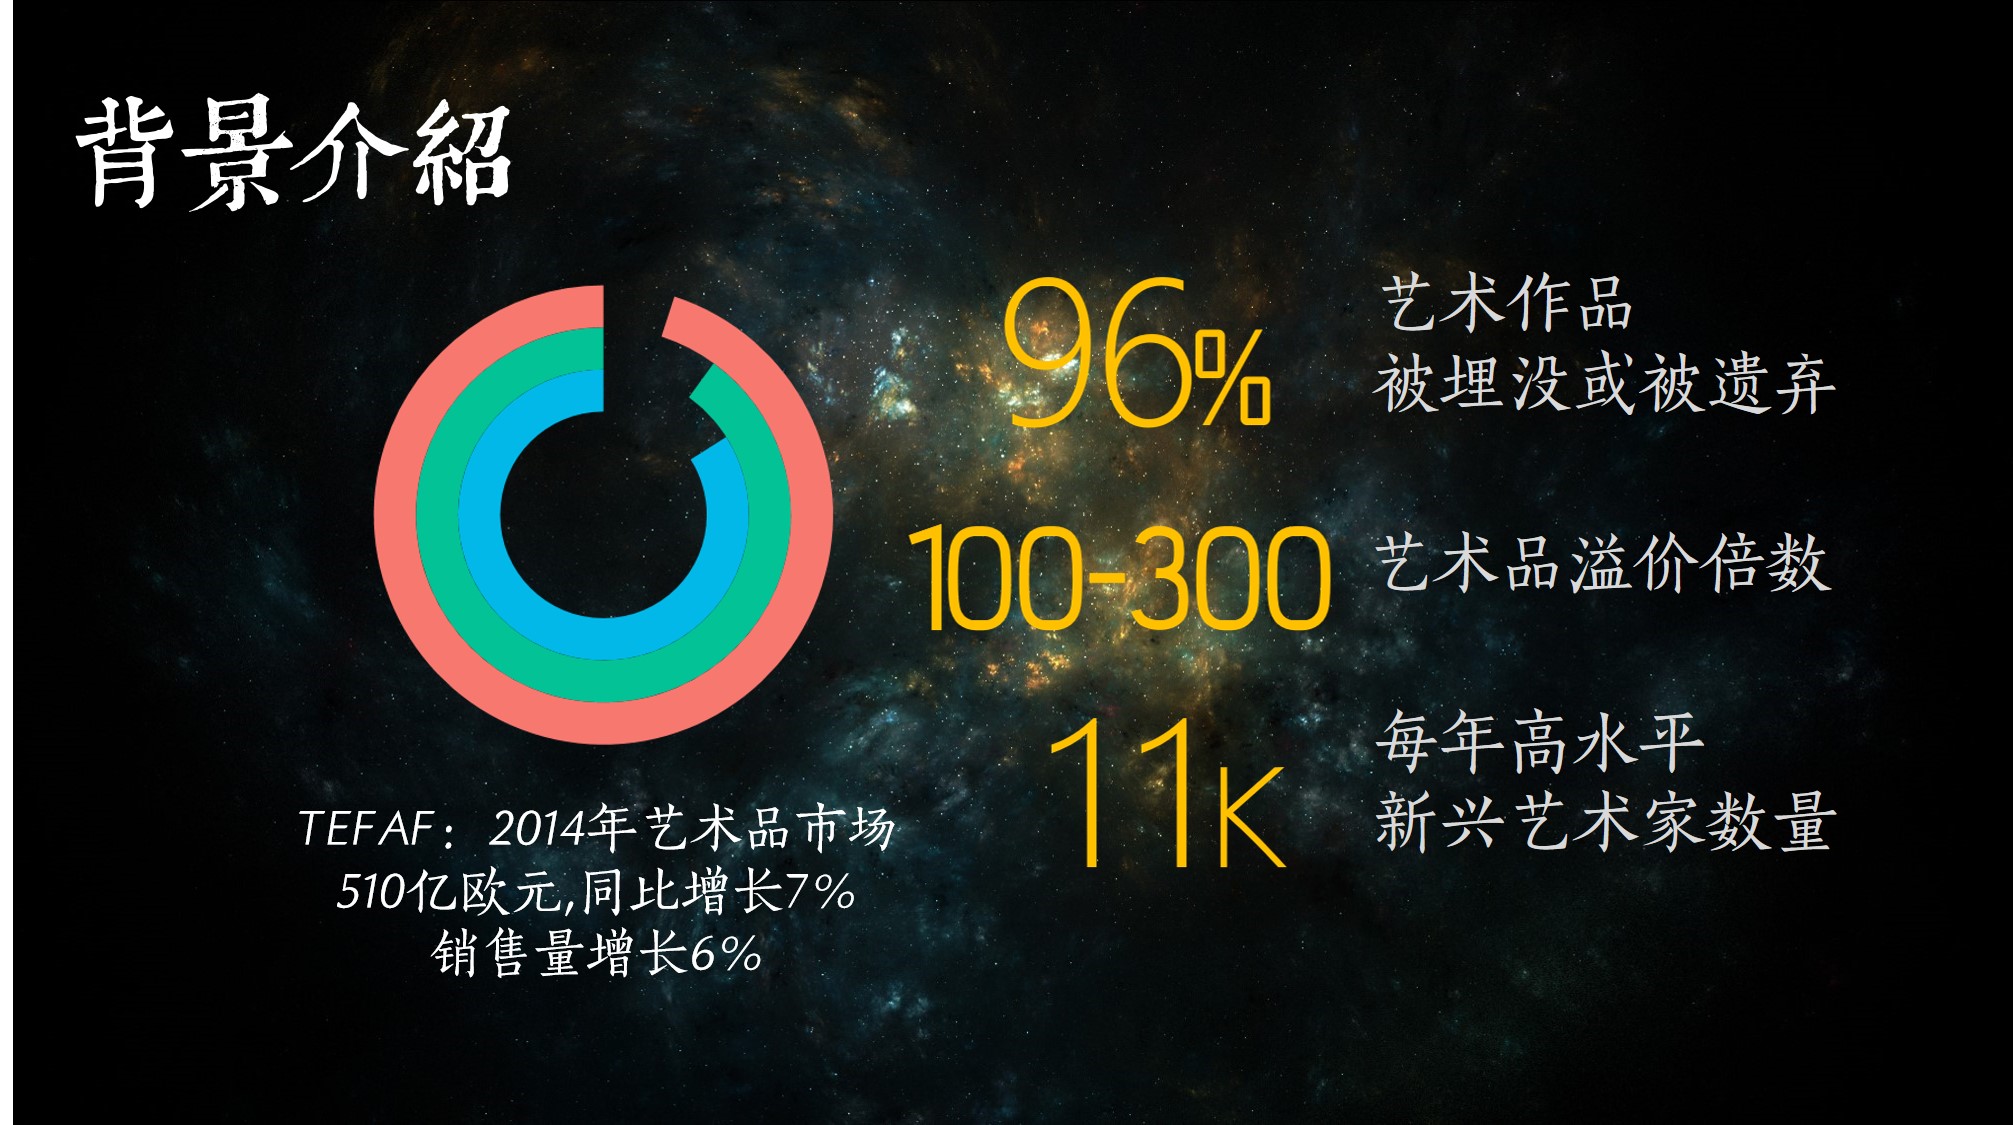 背景介紹
96%
艺术作品
被埋没或被遗弃
100-300
艺术品溢价倍数
11K
每年高水平
新兴艺术家数量
TEFAF：2014年艺术品市场
510亿欧元,同比增长7%
销售量增长6%